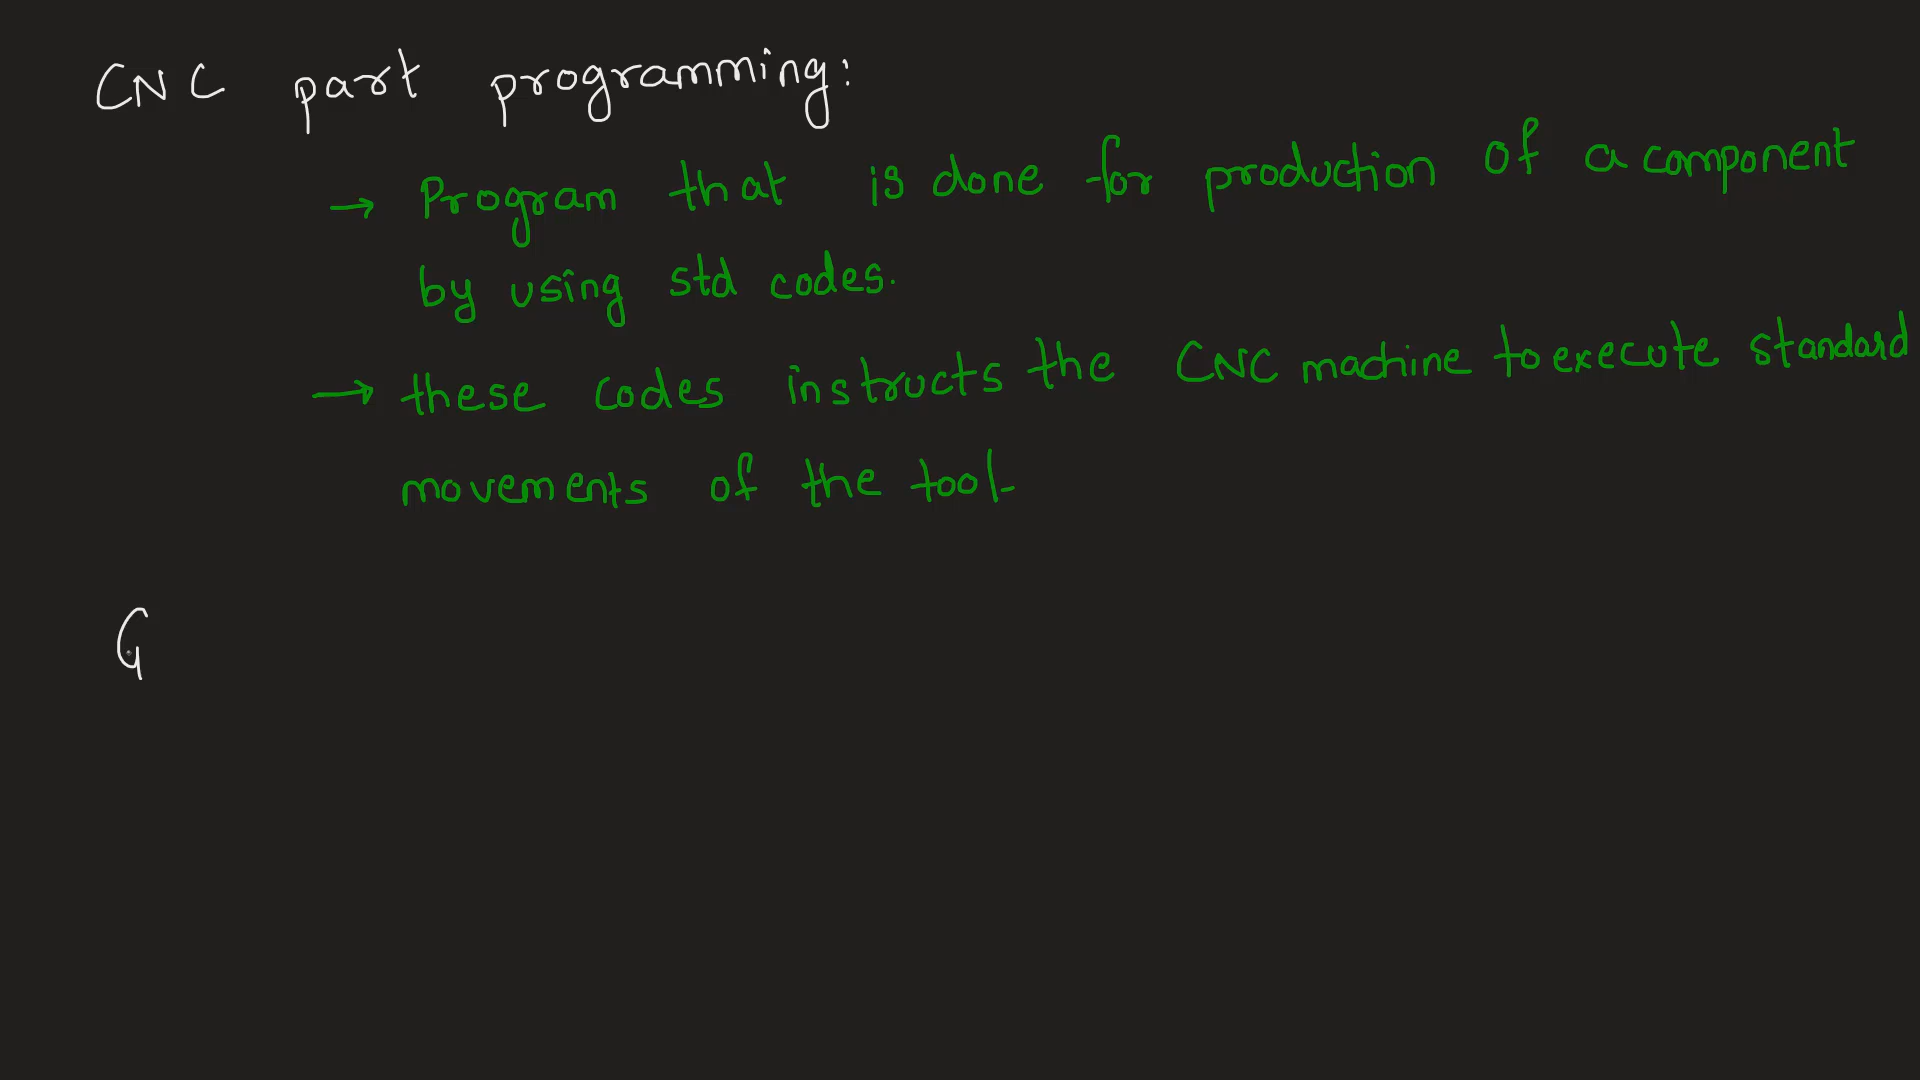 CNC part programming:
→ Program that is done for production of a component
by using std codes.
→ these codes instructs the CNC machine to execute standard
movements of the tool.
G